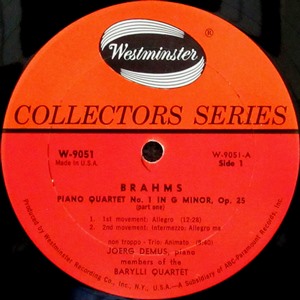 Westminster
COLLECTORS SERIES
W-9051
Made in U.S.A.
W-9051-A
Side 1
BRAHMS
PIANO QUARTET No. 1 IN G MINOR, Op. 25
(part one)
1. 1st movement: Allegro (12:28)
2. 2nd movement: Intermezzo: Allegro ma
non troppo - Trio: Animato (8:40)
JOERG DEMUS, piano
members of the
BARYLLI QUARTET
Produced by Westminster Recording Co., Inc., N.Y., U.S.A. - A Subsidiary of ABC-Paramount Records, Inc.